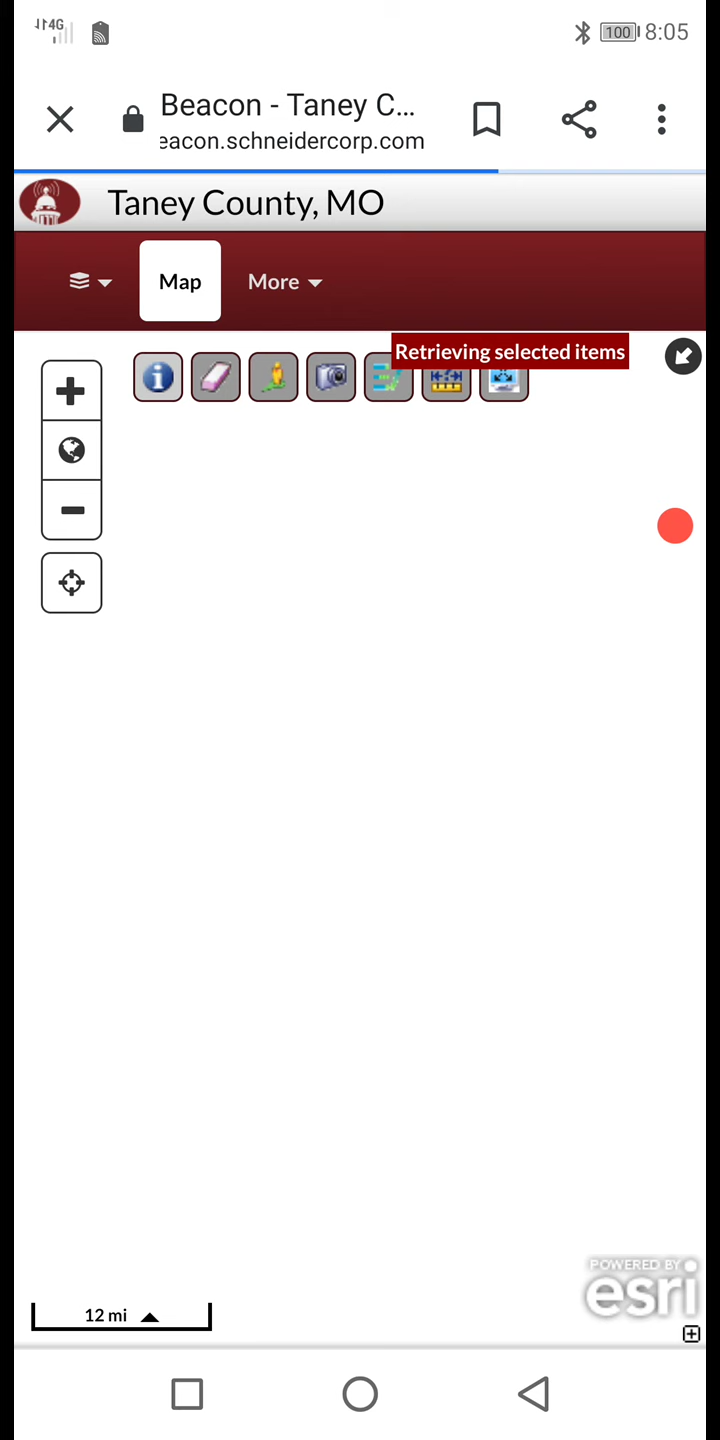 4G 100 8:05
Beacon - Taney C...
eacon.schneidercorp.com
Taney County, MO
Map More
Retrieving selected items
POWERED BY
esri
12 mi